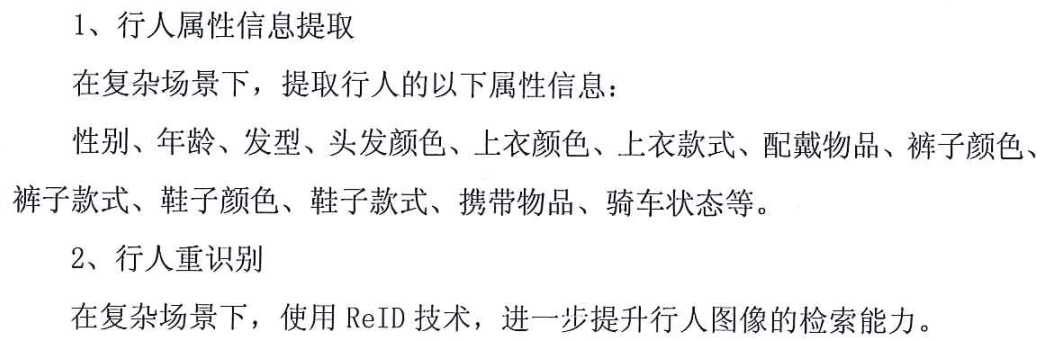 1、行人属性信息提取
在复杂场景下，提取行人的以下属性信息：
性别、年龄、发型、头发颜色、上衣颜色、上衣款式、配戴物品、裤子颜色、
裤子款式、鞋子颜色、鞋子款式、携带物品、骑车状态等。
2、行人重识别
在复杂场景下，使用 ReID 技术，进一步提升行人图像的检索能力。